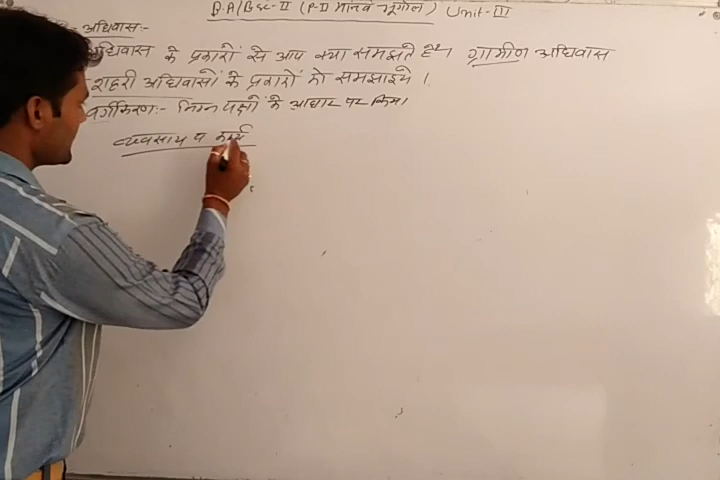 B.A/BSC-II (P-II मानव भूगोल) Unit-III
अधिवास:-
अधिवास के प्रकारों से आप क्या समझते है। ग्रामीण अधिवास
शहरी अधिवासों के प्रकारों को समझाइये।
वर्गीकरण:- निम्न पक्षों के आधार पर किया।
व्यवसाय व कार्य